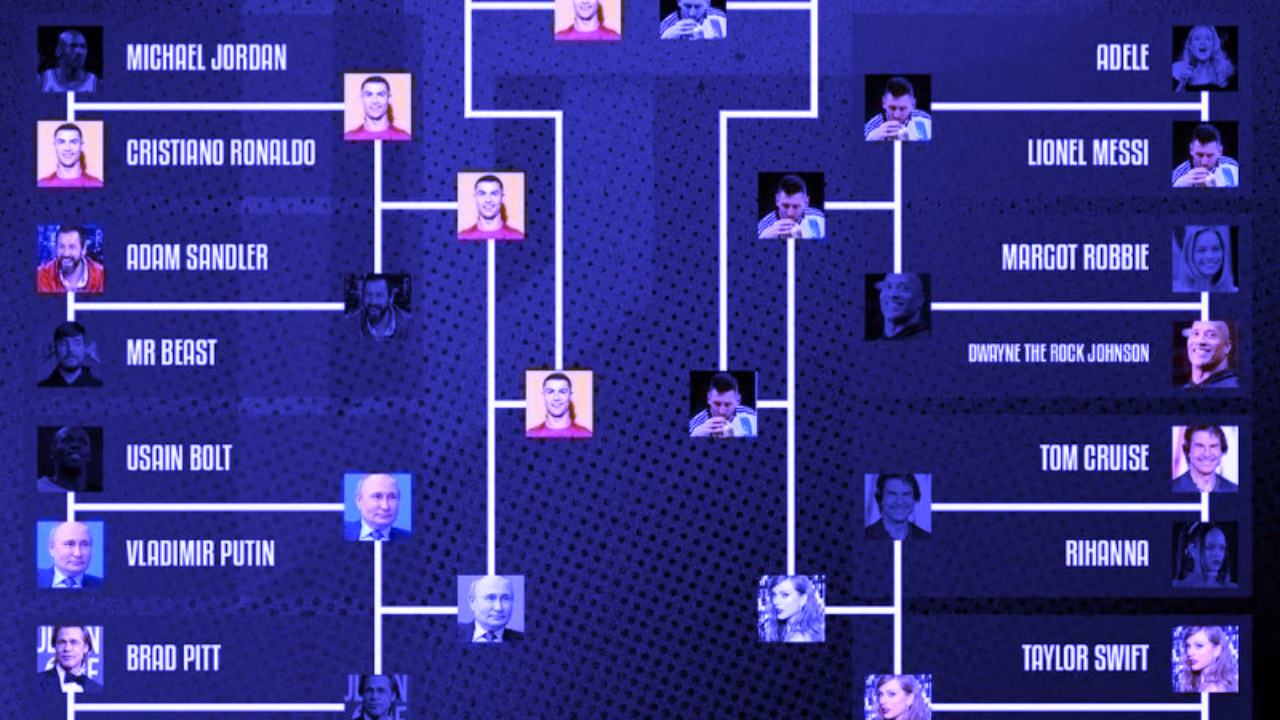 MICHAEL JORDAN
CRISTIANO RONALDO
ADAM SANDLER
MR BEAST
USAIN BOLT
VLADIMIR PUTIN
BRAD PITT
ADELE
LIONEL MESSI
MARGOT ROBBIE
DWAYNE THE ROCK JOHNSON
TOM CRUISE
RIHANNA
TAYLOR SWIFT